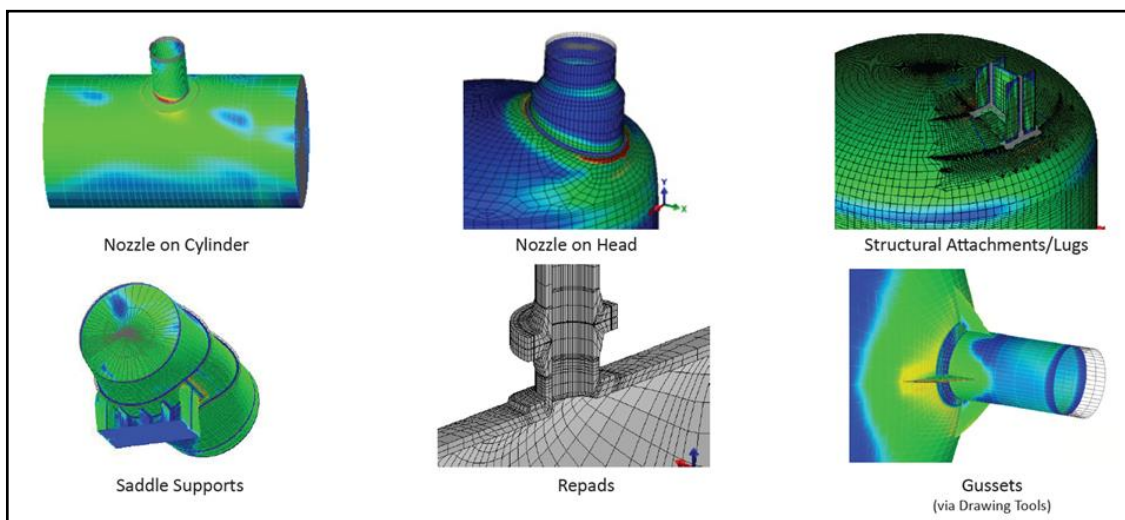 Nozzle on Cylinder
Nozzle on Head
Structural Attachments/Lugs
Y
X
Saddle Supports
Repads
Gussets
(via Drawing Tools)